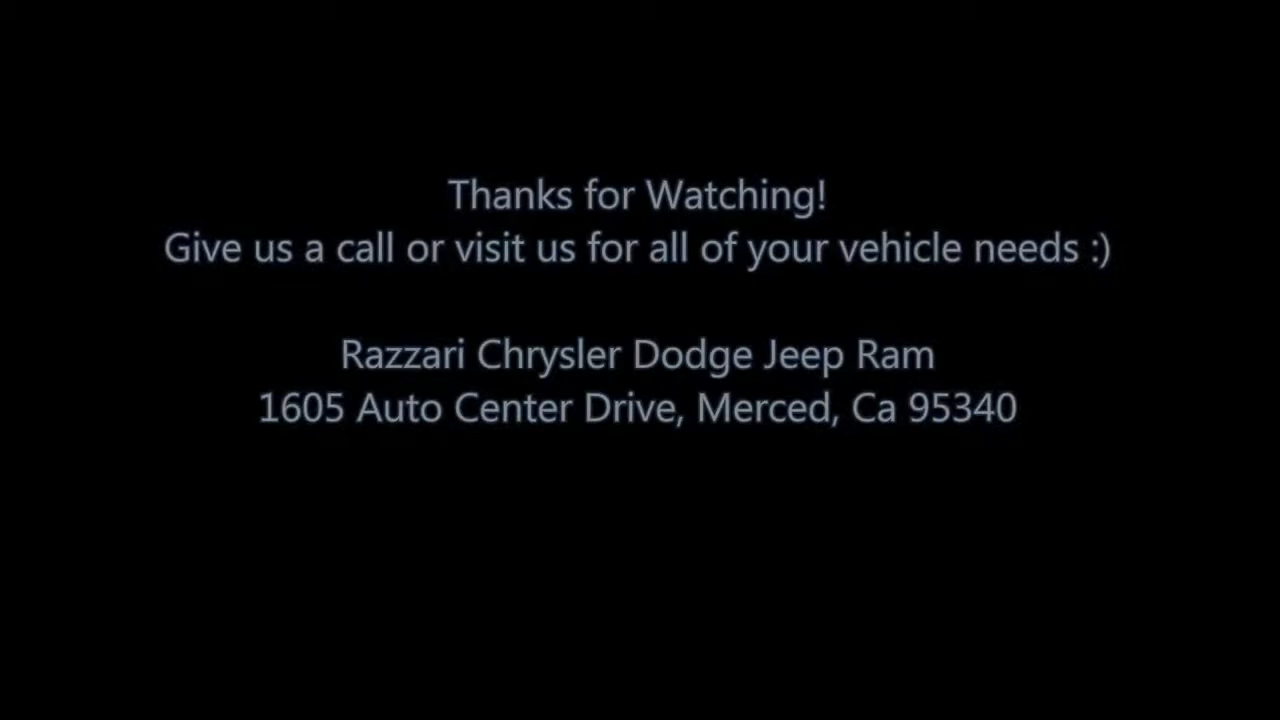 Thanks for Watching!
Give us a call or visit us for all of your vehicle needs :)
Razzari Chrysler Dodge Jeep Ram
1605 Auto Center Drive, Merced, Ca 95340